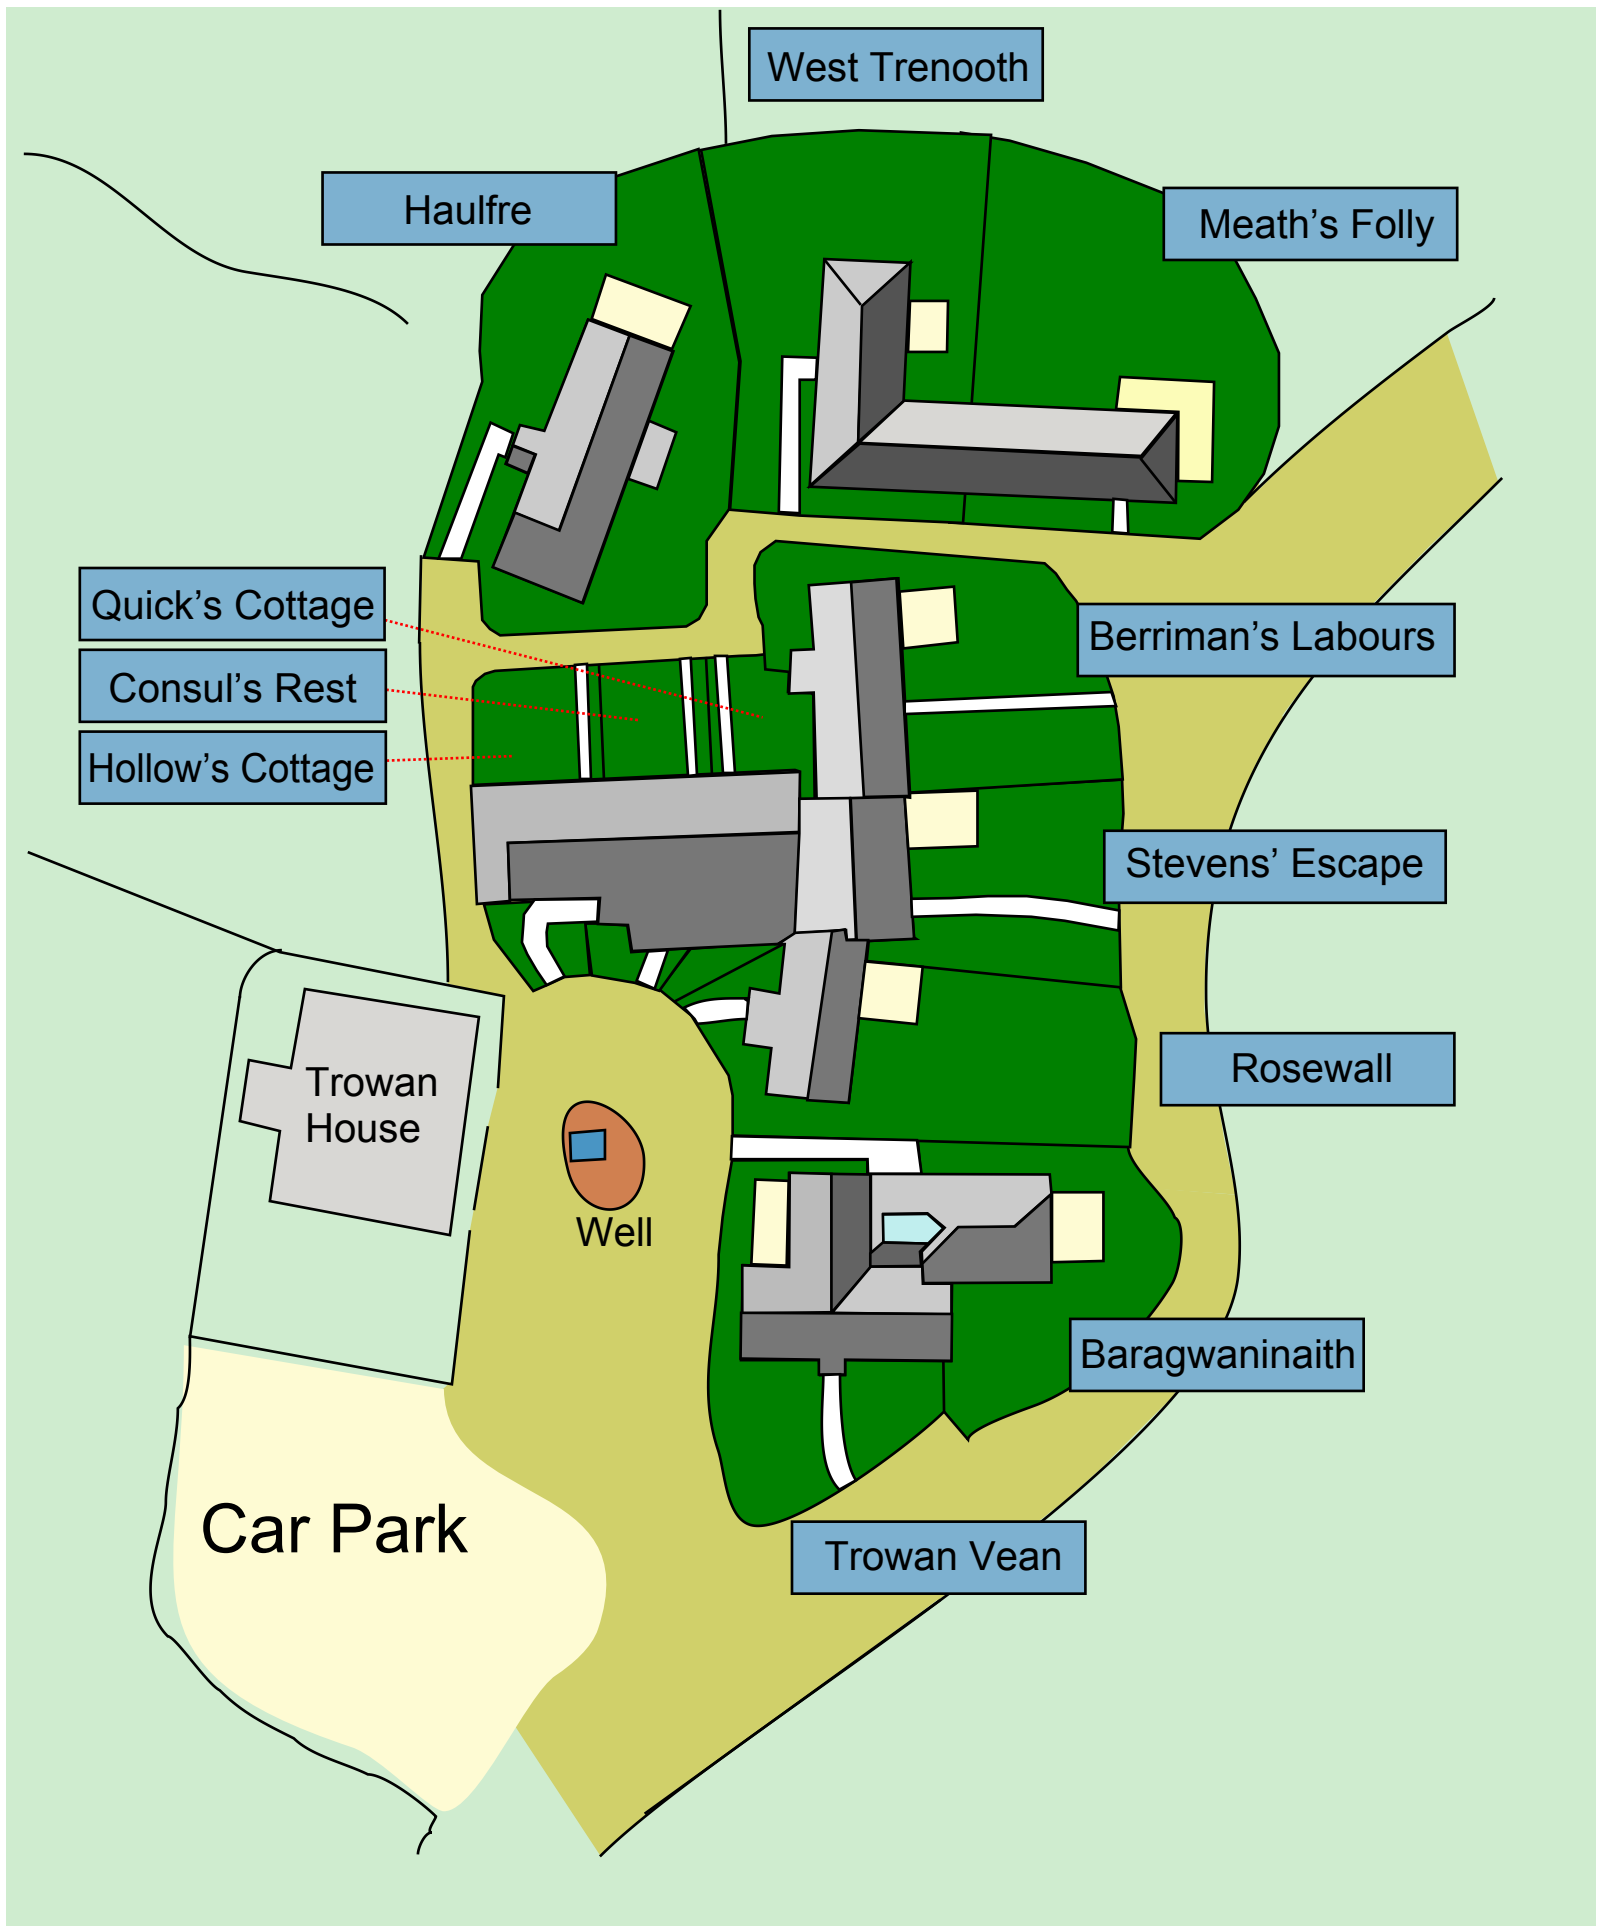 West Trenooth
Haulfre
Meath's Folly
Quick's Cottage
Berriman's Labours
Consul's Rest
Hollow's Cottage
Stevens' Escape
Rosewall
Trowan
House
Well
Baragwaninaith
Car Park
Trowan Vean